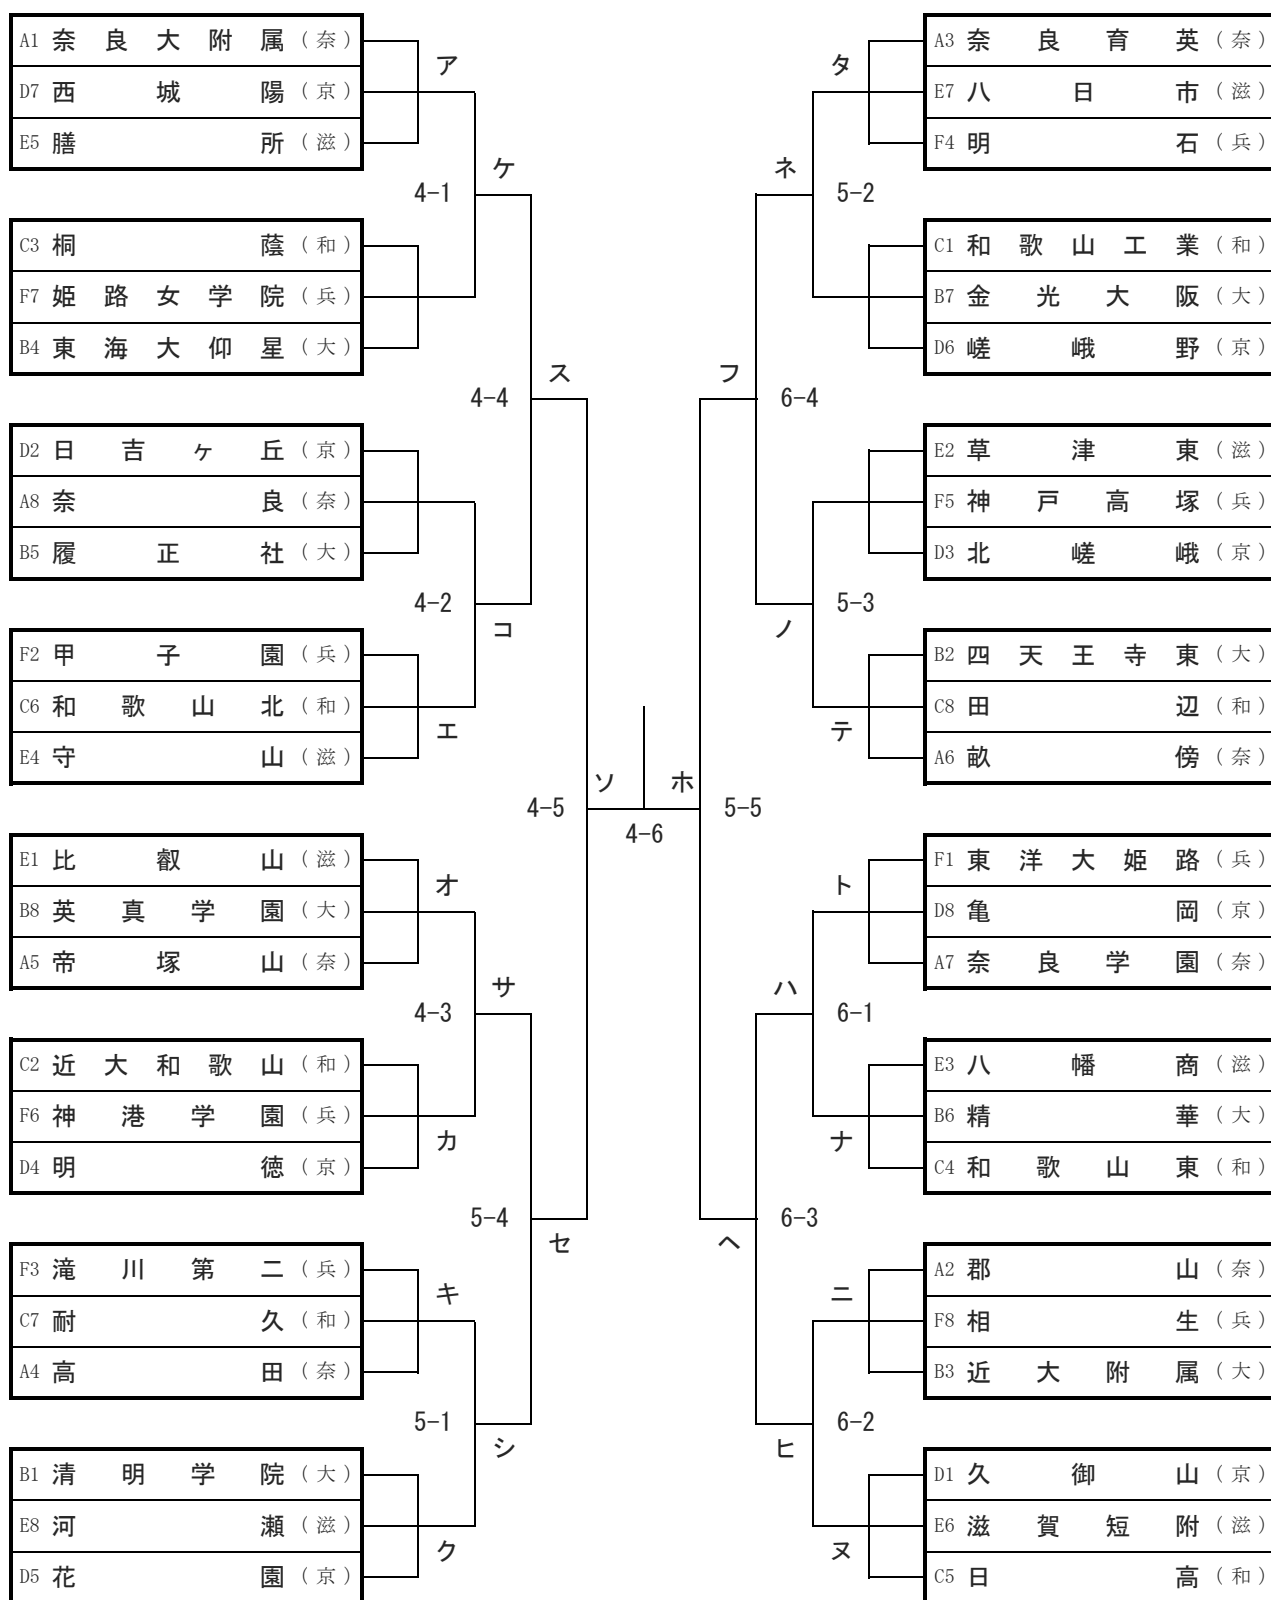 A1 奈良大附属（奈）
ア
D7 西城陽（京）
E5 膳所（滋）
ケ
4-1
C3 桐蔭（和）
F7 姫路女学院（兵）
B4 東海大仰星（大）
ス
4-4
D2 日吉ヶ丘（京）
A8 奈良（奈）
B5 履正社（大）
4-2
コ
F2 甲子園（兵）
C6 和歌山北（和）
エ
E4 守山（滋）
ソ
4-5
4-6
E1 比叡山（滋）
オ
B8 英真学園（大）
A5 帝塚山（奈）
サ
4-3
C2 近大和歌山（和）
F6 神港学園（兵）
カ
D4 明徳（京）
5-4
セ
F3 滝川第二（兵）
キ
C7 耐久（和）
A4 高田（奈）
5-1
シ
B1 清明学院（大）
E8 河瀬（滋）
ク
D5 花園（京）
A3 奈良育英（奈）
タ
E7 八日市（滋）
F4 明石（兵）
ネ
5-2
C1 和歌山工業（和）
B7 金光大阪（大）
D6 嵯峨野（京）
フ
6-4
E2 草津東（滋）
F5 神戸高塚（兵）
D3 北嵯峨（京）
5-3
ノ
B2 四天王寺東（大）
C8 田辺（和）
テ
A6 畝傍（奈）
ホ
5-5
F1 東洋大姫路（兵）
ト
D8 亀岡（京）
A7 奈良学園（奈）
ハ
6-1
E3 八幡商（滋）
B6 精華（大）
ナ
C4 和歌山東（和）
6-3
ヘ
A2 郡山（奈）
ニ
F8 相生（兵）
B3 近大附属（大）
6-2
ヒ
D1 久御山（京）
E6 滋賀短附（滋）
ヌ
C5 日高（和）